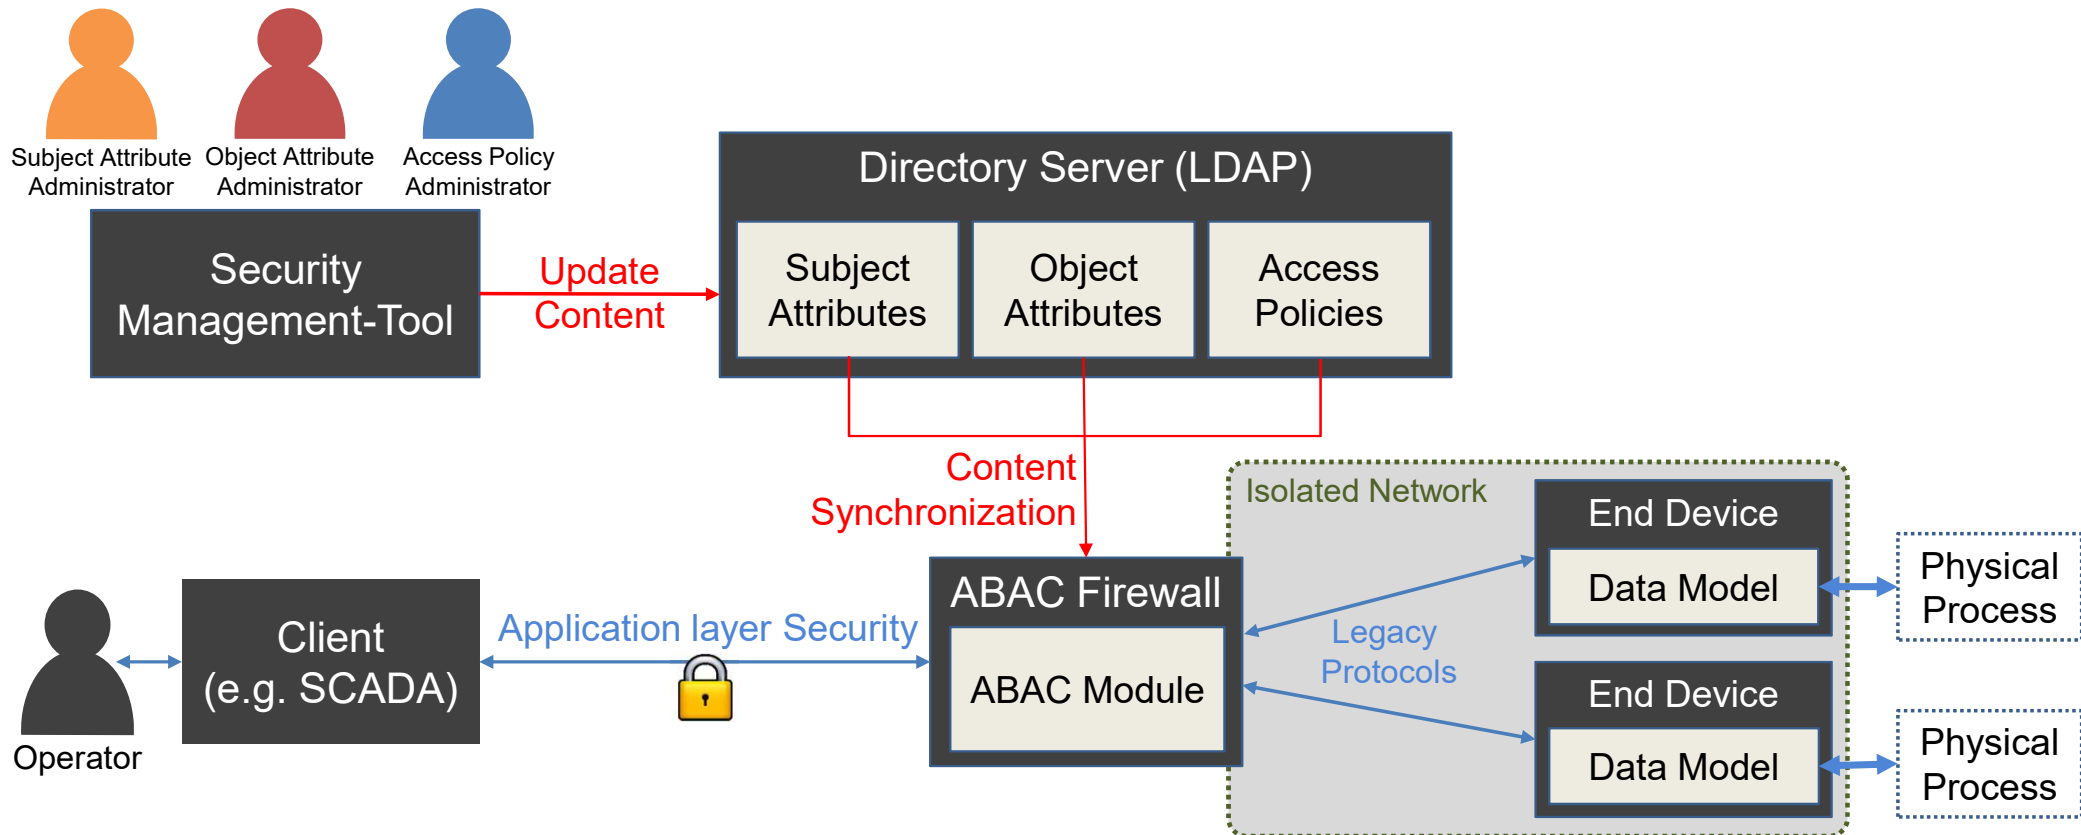 Subject Attribute
Administrator
Object Attribute
Administrator
Access Policy
Administrator
Security
Management-Tool
Update
Content
Directory Server (LDAP)
Subject
Attributes
Object
Attributes
Access
Policies
Content
Synchronization
Isolated Network
End Device
Data Model
Physical
Process
ABAC Firewall
ABAC Module
Legacy
Protocols
Application layer Security
Client
(e.g. SCADA)
Operator
End Device
Data Model
Physical
Process